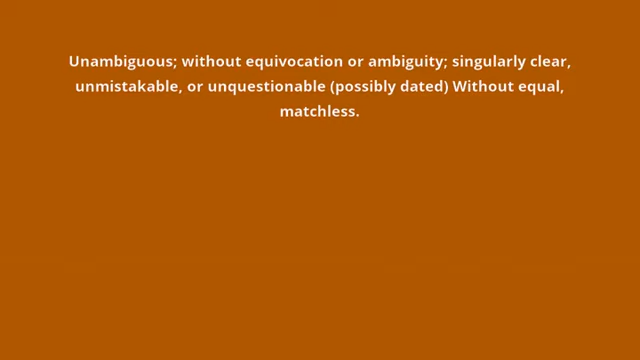 Unambiguous; without equivocation or ambiguity; singularly clear,
unmistakable, or unquestionable (possibly dated) Without equal,
matchless.